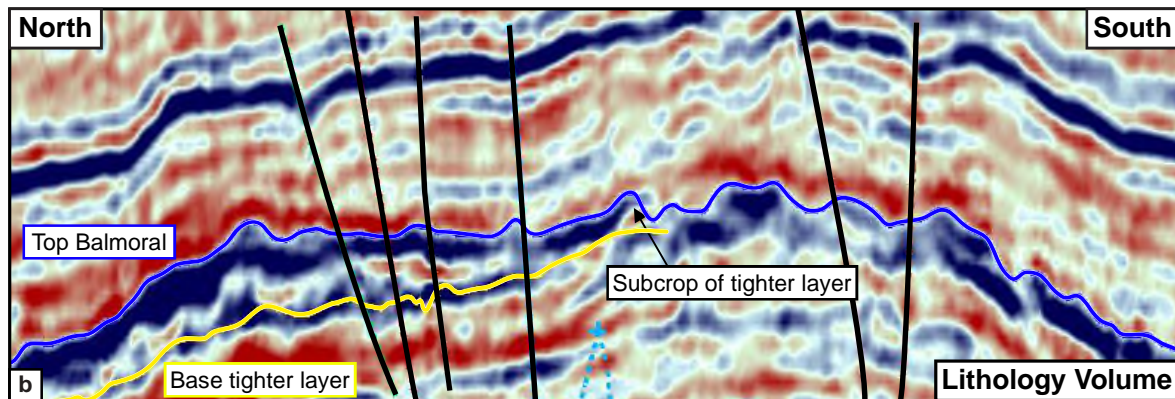 North
South
Top Balmoral
Subcrop of tighter layer
Base tighter layer
b
Lithology Volume